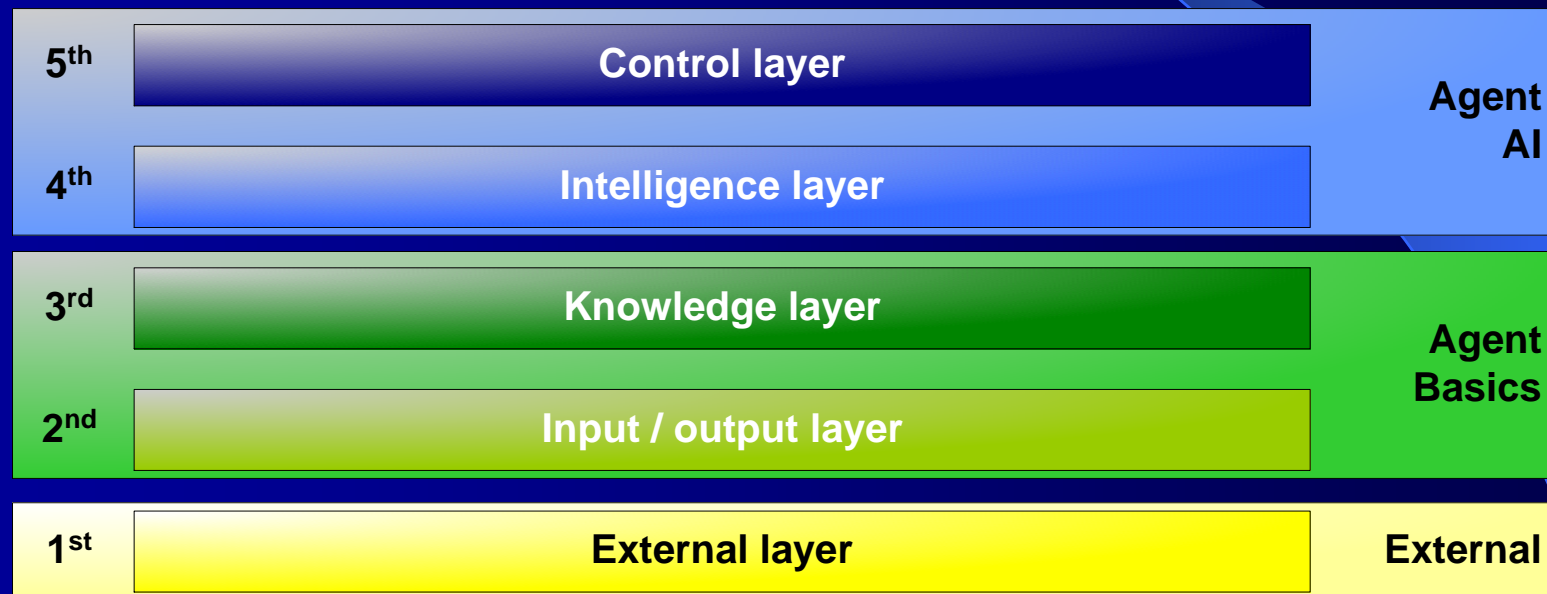 5th
Control layer
Agent
AI
4th
Intelligence layer
3rd
Knowledge layer
Agent
Basics
2nd
Input / output layer
1st
External layer
External